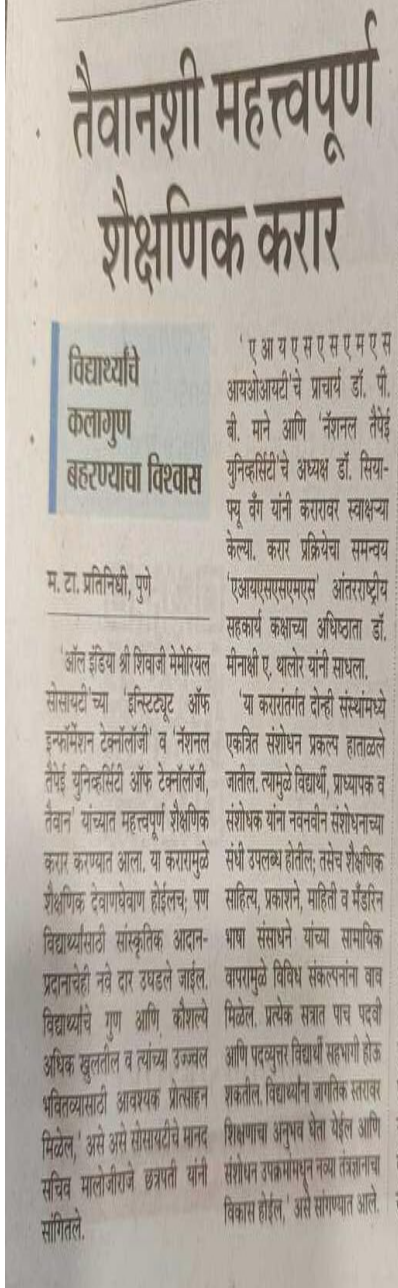 तैवानशी महत्त्वपूर्ण
शैक्षणिक करार
विद्यार्थ्यांचे
कलागुण
बहरण्याचा विश्वास
म. टा. प्रतिनिधी, पुणे
'ऑल इंडिया श्री शिवाजी मेमोरियल
सोसायटी'च्या 'इन्स्टिट्यूट ऑफ
इन्फॉर्मेशन टेक्नॉलॉजी' व 'नॅशनल
तैपेई युनिव्हर्सिटी ऑफ टेक्नॉलॉजी,
तैवान' यांच्यात महत्त्वपूर्ण शैक्षणिक
करार करण्यात आला. या करारामुळे
शैक्षणिक देवाणघेवाण होईलच; पण
विद्यार्थ्यांसाठी सांस्कृतिक आदान-
प्रदानाचेही नवे दार उघडले जाईल.
विद्यार्थ्यांचे गुण आणि कौशल्ये
अधिक खुलतील व त्यांच्या उज्ज्वल
भवितव्यासाठी आवश्यक प्रोत्साहन
मिळेल,' असे असे सोसायटीचे मानद
सचिव मालोजीराजे छत्रपती यांनी
सांगितले.
'एआयएसएसएमएस
आयओआयटी'चे प्राचार्य डॉ. पी.
बी. माने आणि 'नॅशनल तैपेई
युनिव्हर्सिटी'चे अध्यक्ष डॉ. सिया-
फ्यू वँग यांनी करारावर स्वाक्षऱ्या
केल्या. करार प्रक्रियेचा समन्वय
'एआयएसएसएमएस' आंतरराष्ट्रीय
सहकार्य कक्षाच्या अधिष्ठाता डॉ.
मीनाक्षी ए. थालोर यांनी साधला.
'या करारांतर्गत दोन्ही संस्थांमध्ये
एकत्रित संशोधन प्रकल्प हाताळले
जातील. त्यामुळे विद्यार्थी, प्राध्यापक व
संशोधक यांना नवनवीन संशोधनाच्या
संधी उपलब्ध होतील; तसेच शैक्षणिक
साहित्य, प्रकाशने, माहिती व मँडरिन
भाषा संसाधने यांच्या सामायिक
वापरामुळे विविध संकल्पनांना वाव
मिळेल. प्रत्येक सत्रात पाच पदवी
आणि पदव्युत्तर विद्यार्थी सहभागी होऊ
शकतील. विद्यार्थ्यांना जागतिक स्तरावर
शिक्षणाचा अनुभव घेता येईल आणि
संशोधन उपक्रमांमधून नव्या तंत्रज्ञानाचा
विकास होईल,' असे सांगण्यात आले.